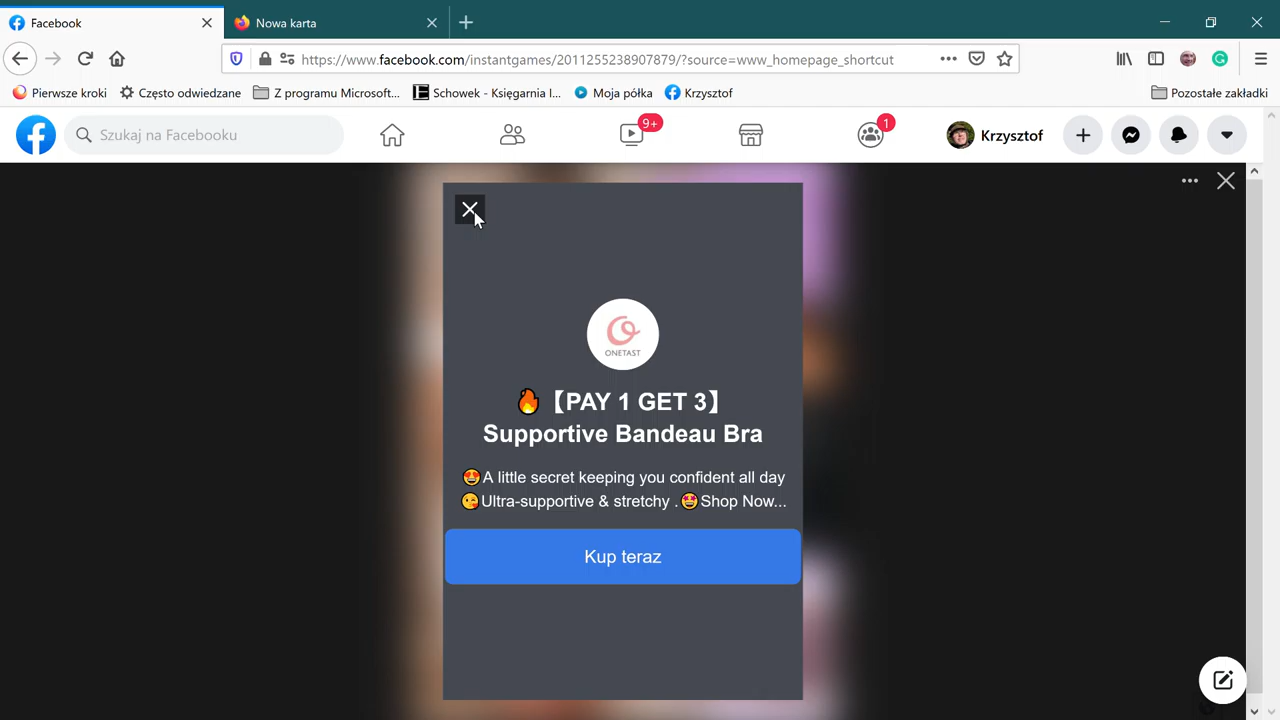 Facebook
Nowa karta
https://www.facebook.com/instantgames/2011255238907879/?source=www_homepage_shortcut
Pierwsze kroki
Często odwiedzane
Z programu Microsoft...
Schowek - Księgarnia I...
Moja półka
Krzysztof
Pozostałe zakładki
Szukaj na Facebooku
9+
1
Krzysztof
ONETAST
🔥【PAY 1 GET 3】
Supportive Bandeau Bra
😍A little secret keeping you confident all day
😘Ultra-supportive & stretchy .🤩Shop Now...
Kup teraz